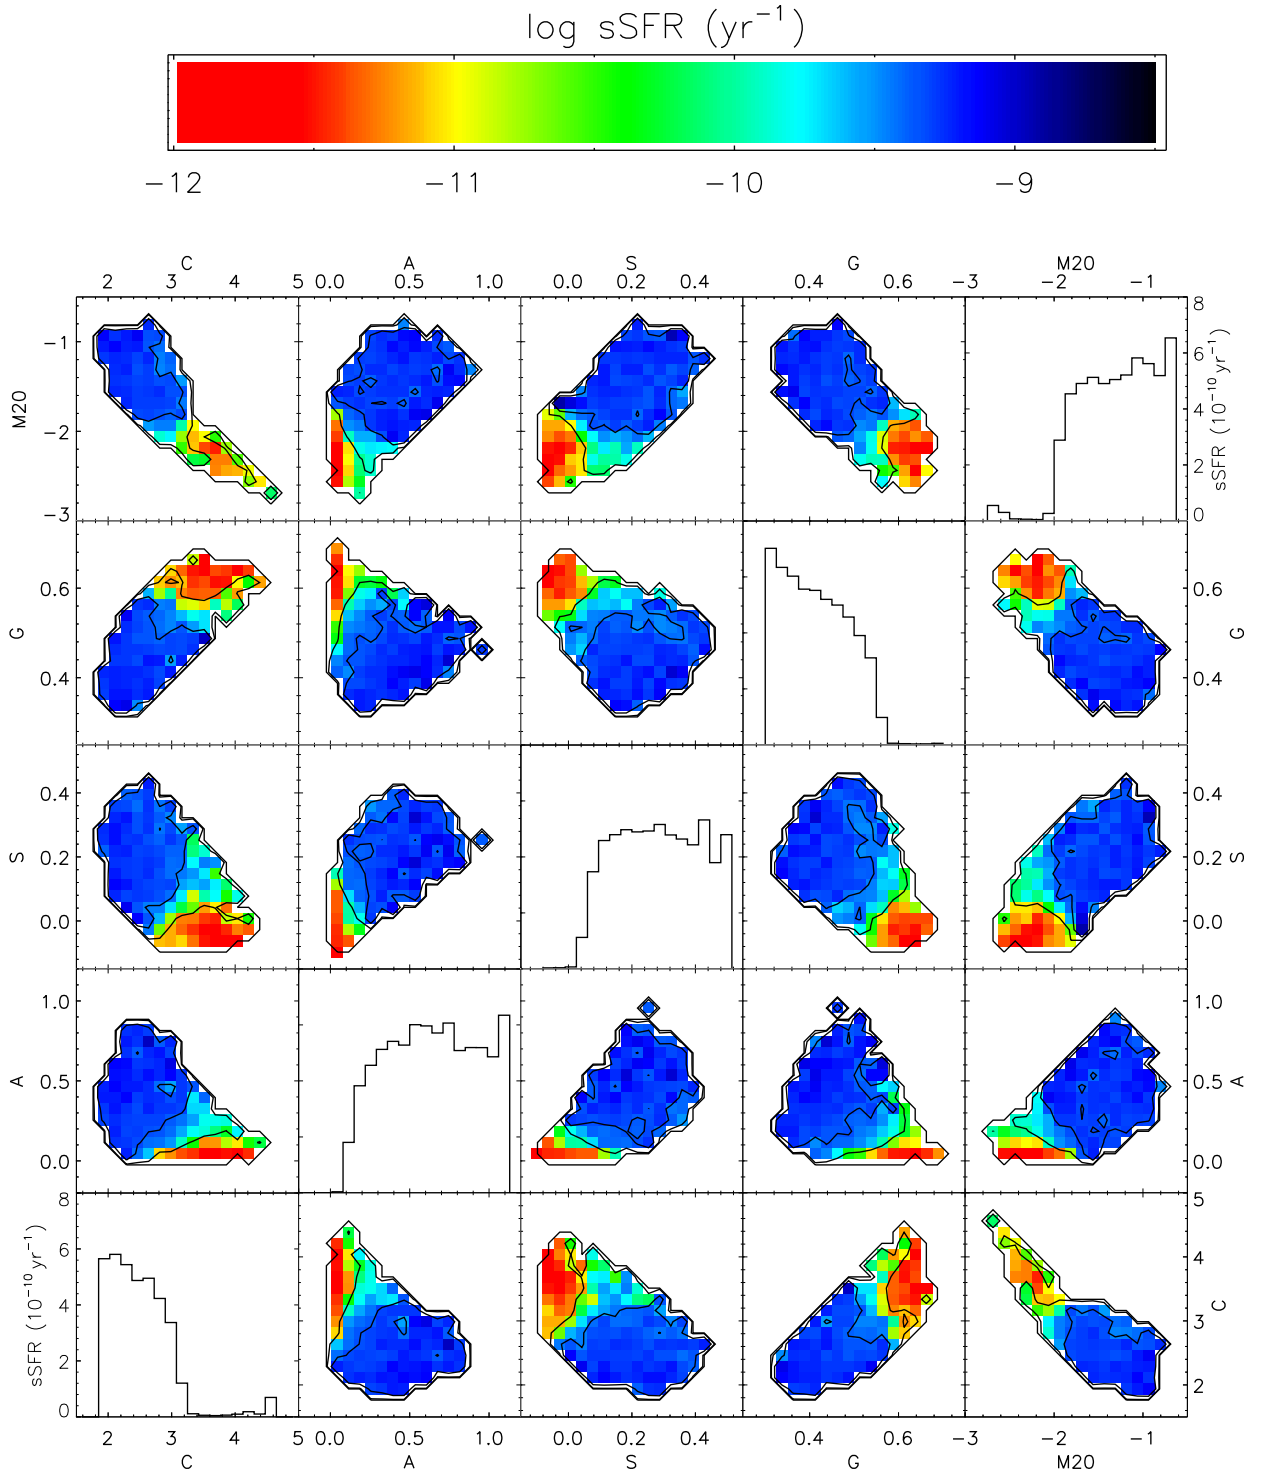 log sSFR (yr⁻¹)
−12 −11 −10 −9
C A S G M20
2 3 4 5 0.0 0.5 1.0 0.0 0.2 0.4 0.4 0.6 −3 −2 −1
M20 −1 −2 −3
8 6 4 2 0 sSFR (10⁻¹⁰ yr⁻¹)
G 0.6 0.4
0.6 0.4 G
S 0.4 0.2 0.0
0.4 0.2 0.0 S
A 1.0 0.5 0.0
1.0 0.5 0.0 A
sSFR (10⁻¹⁰ yr⁻¹) 8 6 4 2 0
5 4 3 2 C
2 3 4 5 0.0 0.5 1.0 0.0 0.2 0.4 0.4 0.6 −3 −2 −1
C A S G M20